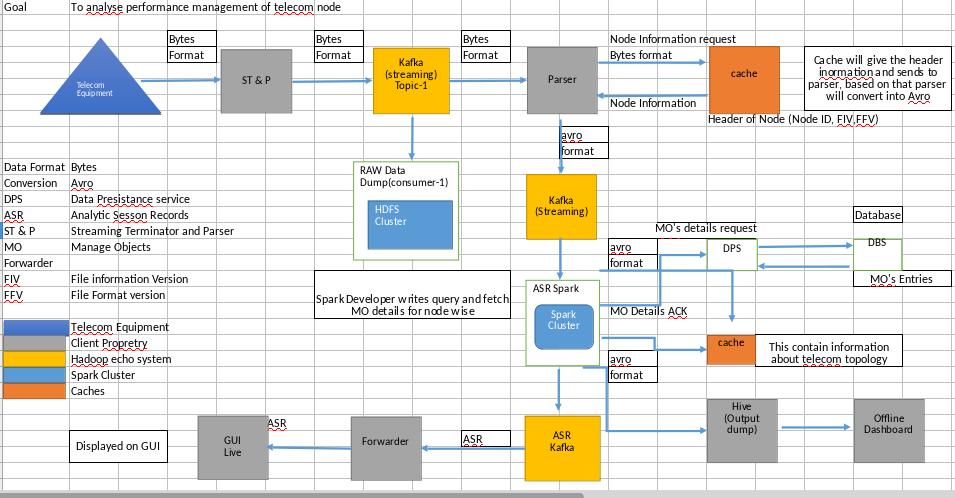 Goal To analyse performance management of telecom node
Bytes
Format
Bytes
Format
Bytes
Format
Node Information request
Bytes format
Telecom
Equipment
ST & P
Kafka
(streaming)
Topic-1
Parser
cache
Cache will give the header
inormation and sends to
parser, based on that parser
will convert into Avro
Node Information
Header of Node (Node ID, FIV,FFV)
avro
format
RAW Data
Dump(consumer-1)
HDFS
Cluster
Kafka
(Streaming)
Data Format Bytes
Conversion Avro
DPS Data Presistance service
ASR Analytic Sesson Records
ST & P Streaming Terminator and Parser
MO Manage Objects
Forwarder
FIV File information Version
FFV File Format version
Database
MO's details request
avro
format
DPS
DBS
MO's Entries
Spark Developer writes query and fetch
MO details for node wise
ASR Spark
Spark
Cluster
MO Details ACK
Telecom Equipment
Client Propretry
Hadoop echo system
Spark Cluster
Caches
cache
This contain information
about telecom topology
avro
format
Hive
(Output
dump)
Offline
Dashboard
Displayed on GUI
GUI
Live
ASR
Forwarder
ASR
ASR
Kafka